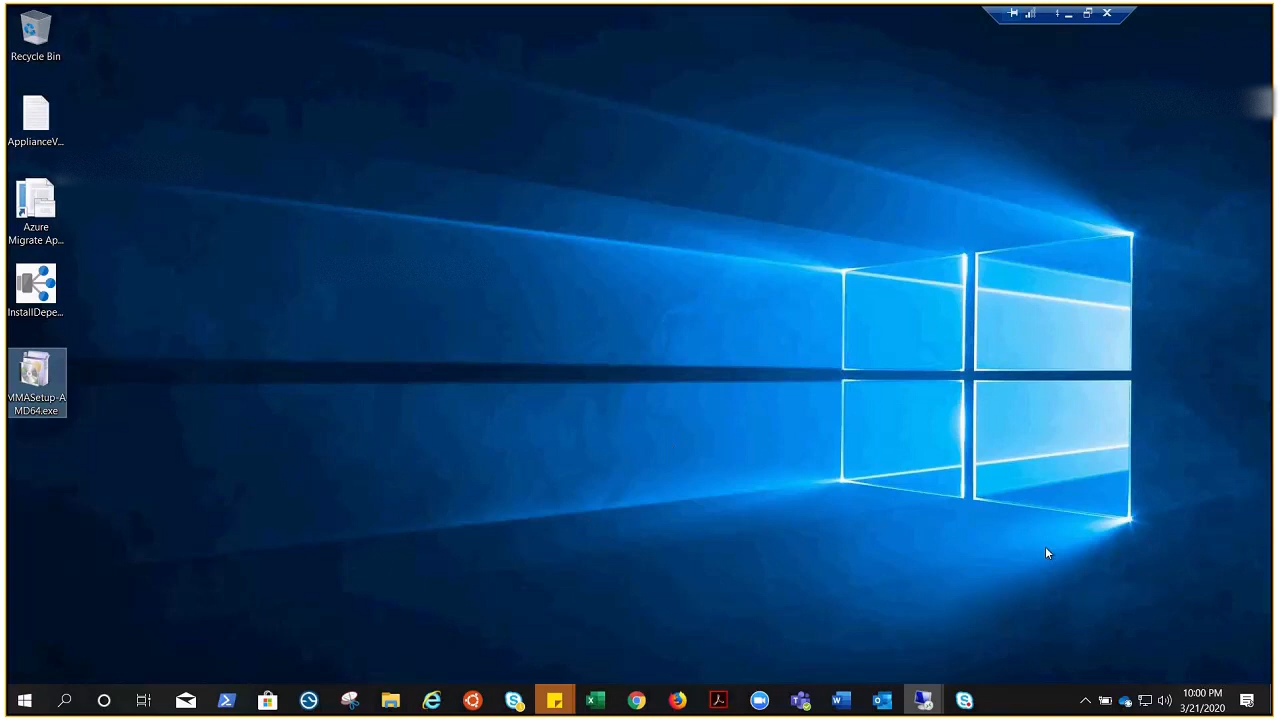 Recycle Bin
ApplianceV...
Azure
Migrate Ap...
InstallDepe...
MMASetup-A
MD64.exe
10:00 PM
3/21/2020